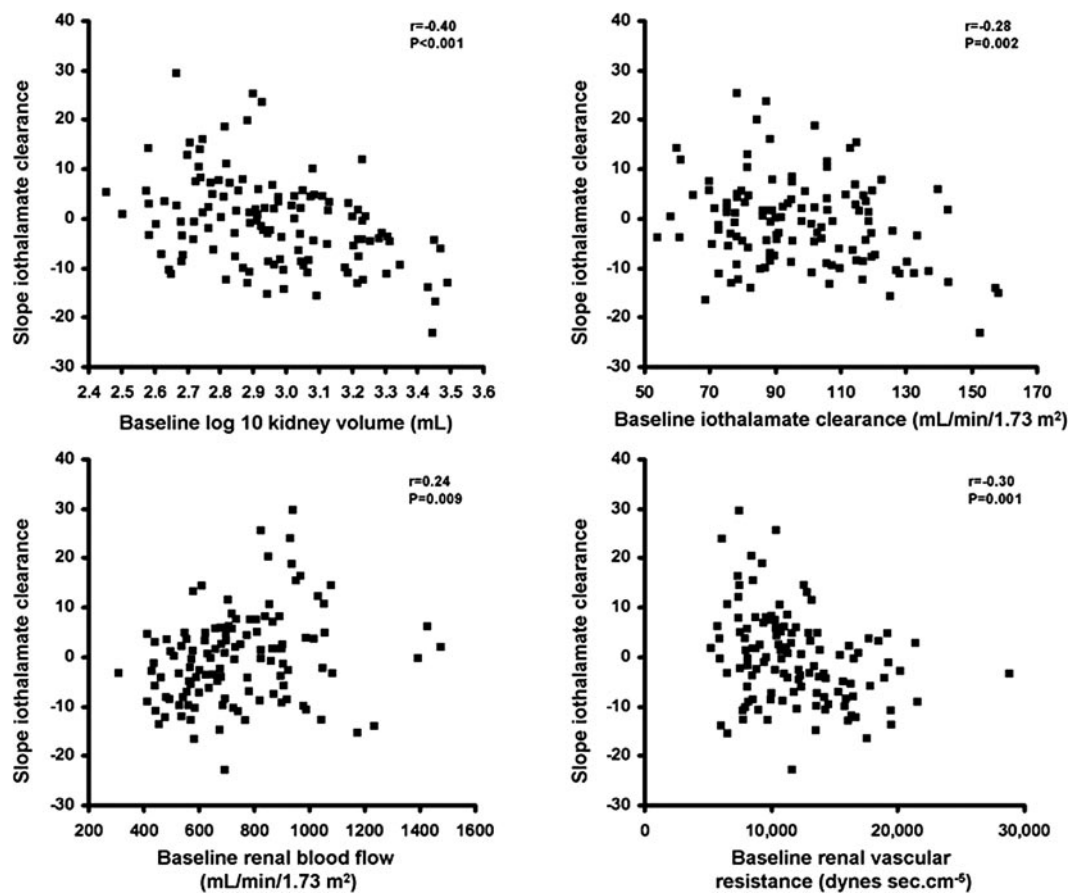 r=-0.40
P<0.001
Slope iothalamate clearance
40
30
20
10
0
-10
-20
-30
2.4 2.5 2.6 2.7 2.8 2.9 3.0 3.1 3.2 3.3 3.4 3.5 3.6
Baseline log 10 kidney volume (mL)
r=-0.28
P=0.002
Slope iothalamate clearance
40
30
20
10
0
-10
-20
-30
50 70 90 110 130 150 170
Baseline iothalamate clearance (mL/min/1.73 m²)
r=0.24
P=0.009
Slope iothalamate clearance
40
30
20
10
0
-10
-20
-30
200 400 600 800 1000 1200 1400 1600
Baseline renal blood flow
(mL/min/1.73 m²)
r=-0.30
P=0.001
Slope iothalamate clearance
40
30
20
10
0
-10
-20
-30
0 10,000 20,000 30,000
Baseline renal vascular
resistance (dynes sec.cm⁻⁵)